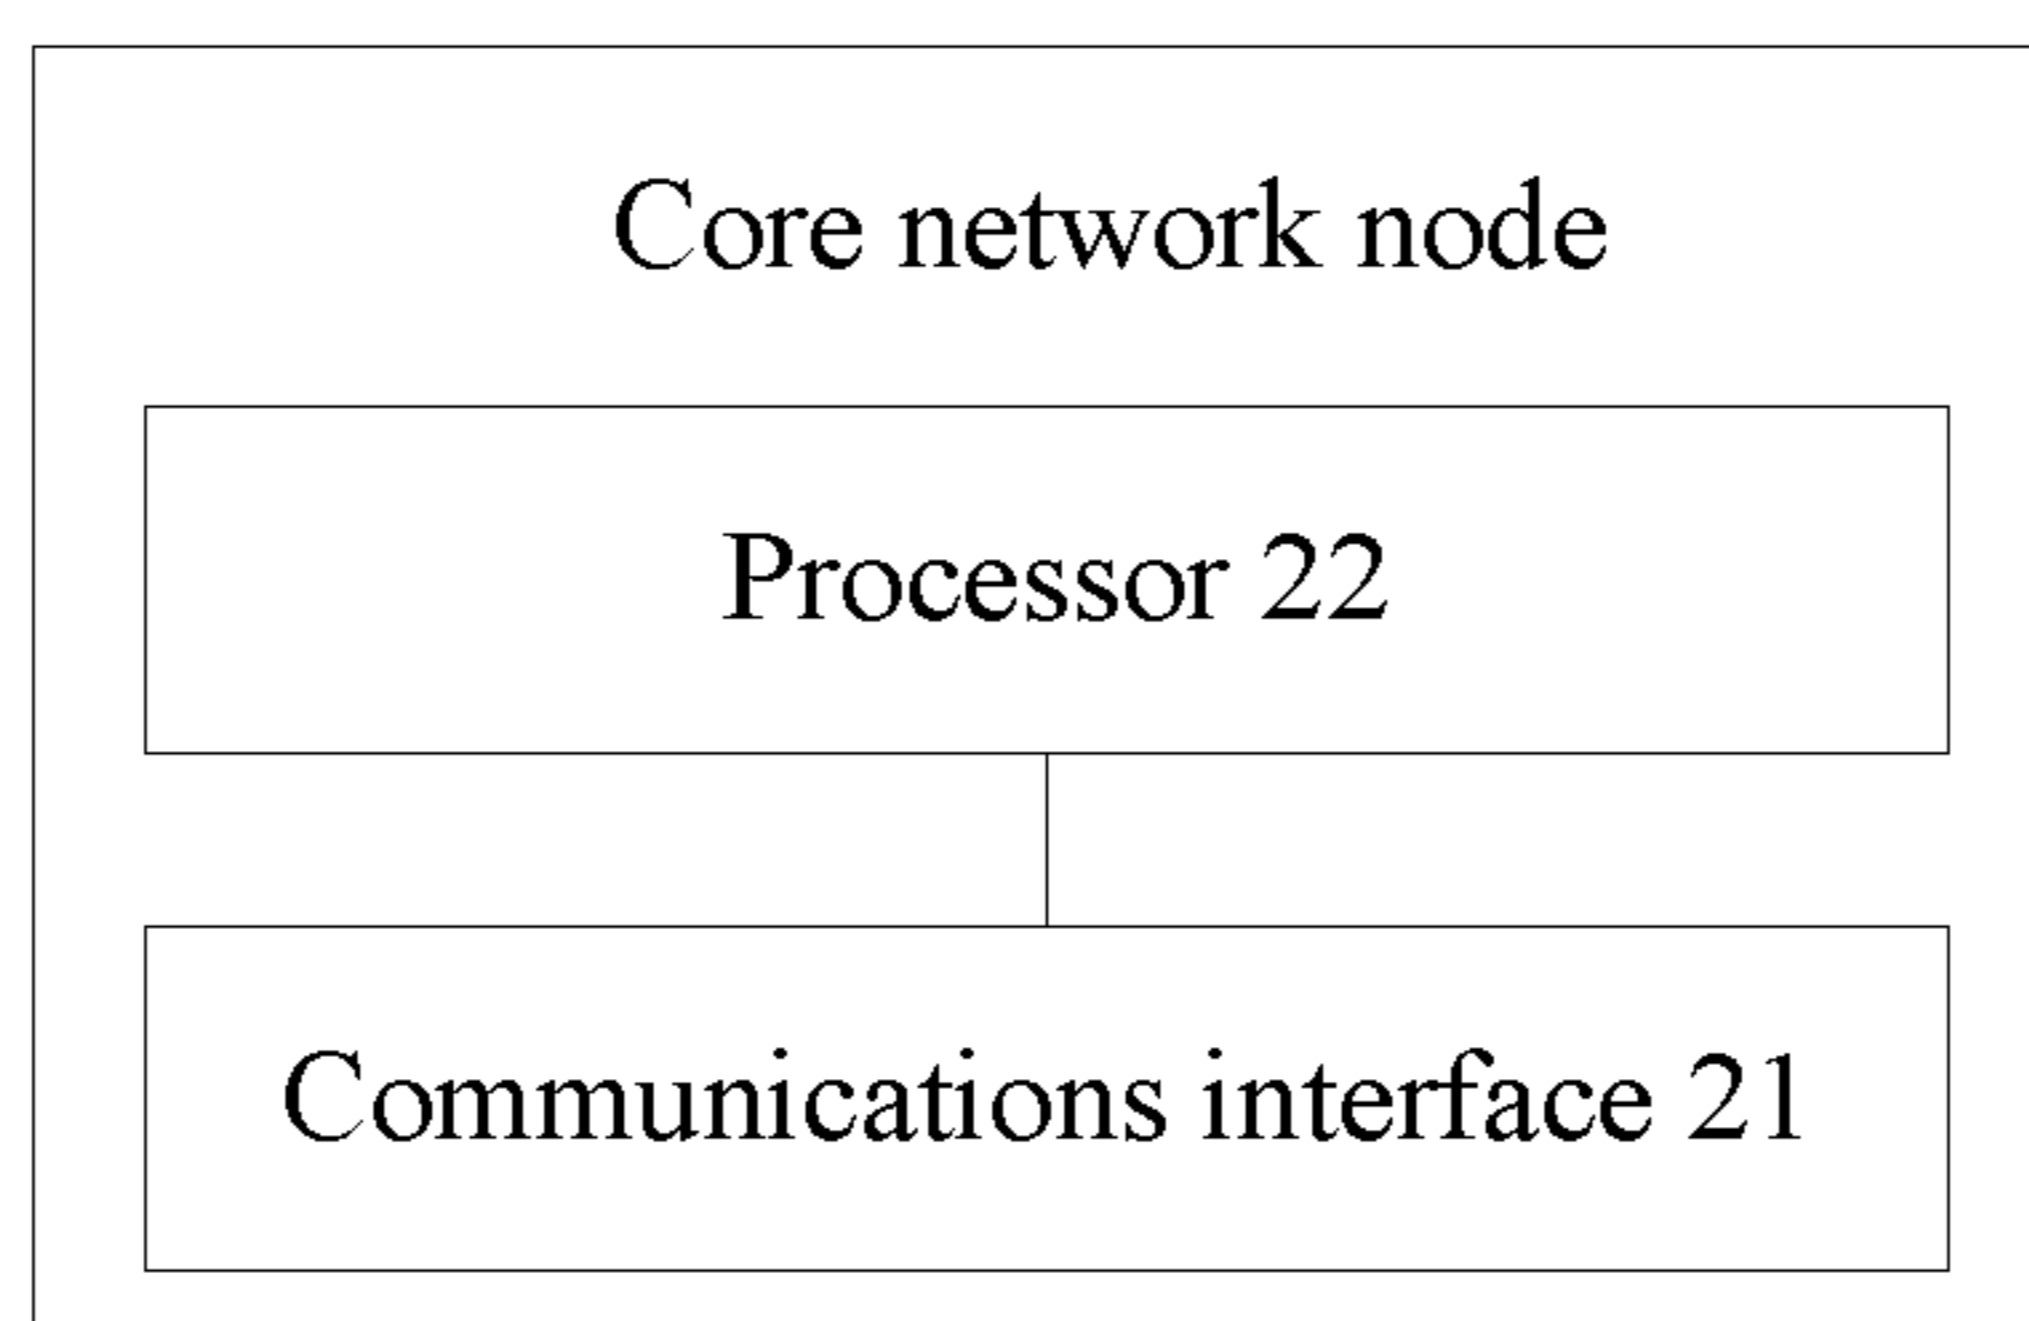 Core network node
Processor 22
Communications interface 21